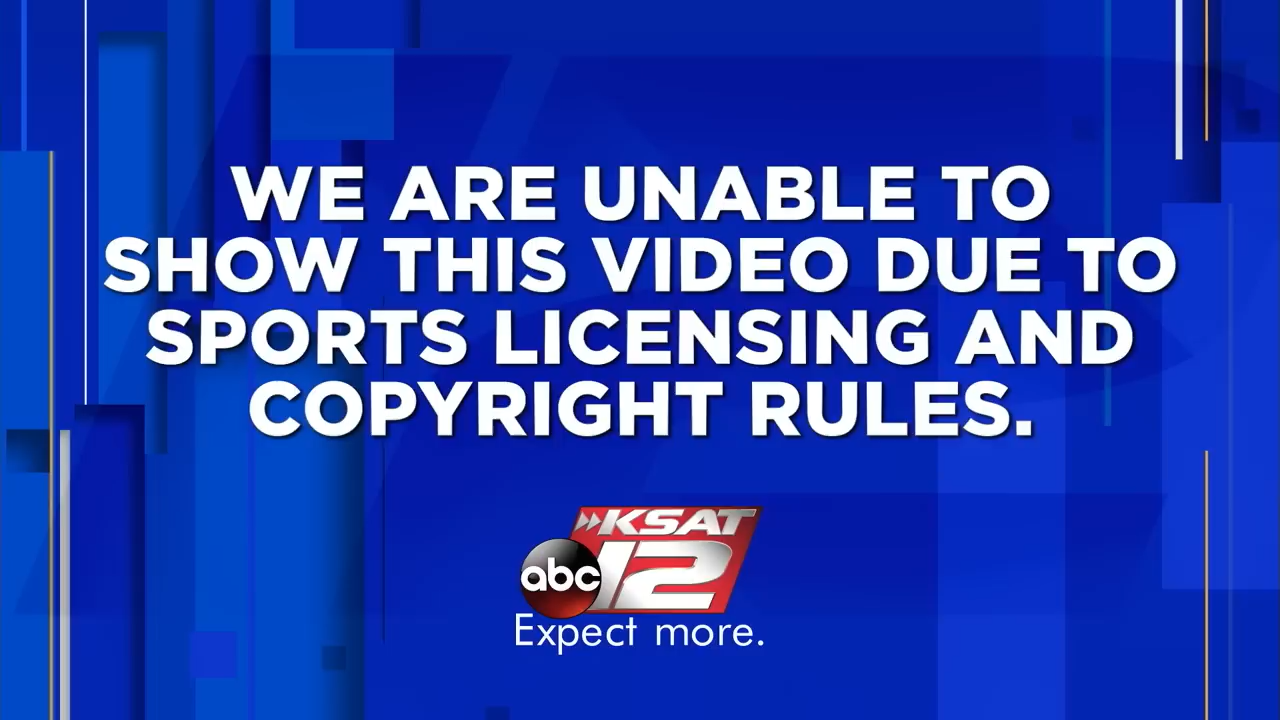 WE ARE UNABLE TO
SHOW THIS VIDEO DUE TO
SPORTS LICENSING AND
COPYRIGHT RULES.
KSAT
abc 12
Expect more.